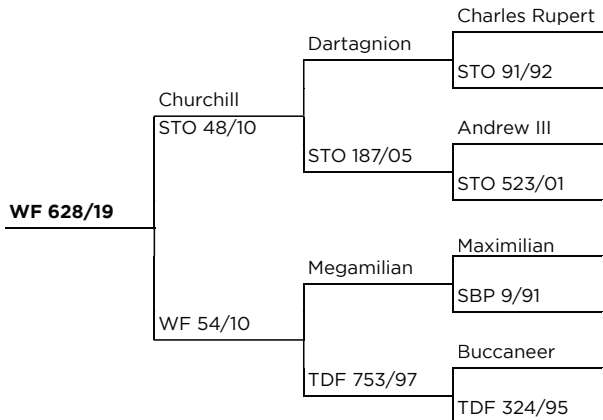 Charles Rupert
Dartagnion
STO 91/92
Churchill
STO 48/10
Andrew III
STO 187/05
STO 523/01
WF 628/19
Maximilian
Megamilian
SBP 9/91
WF 54/10
Buccaneer
TDF 753/97
TDF 324/95